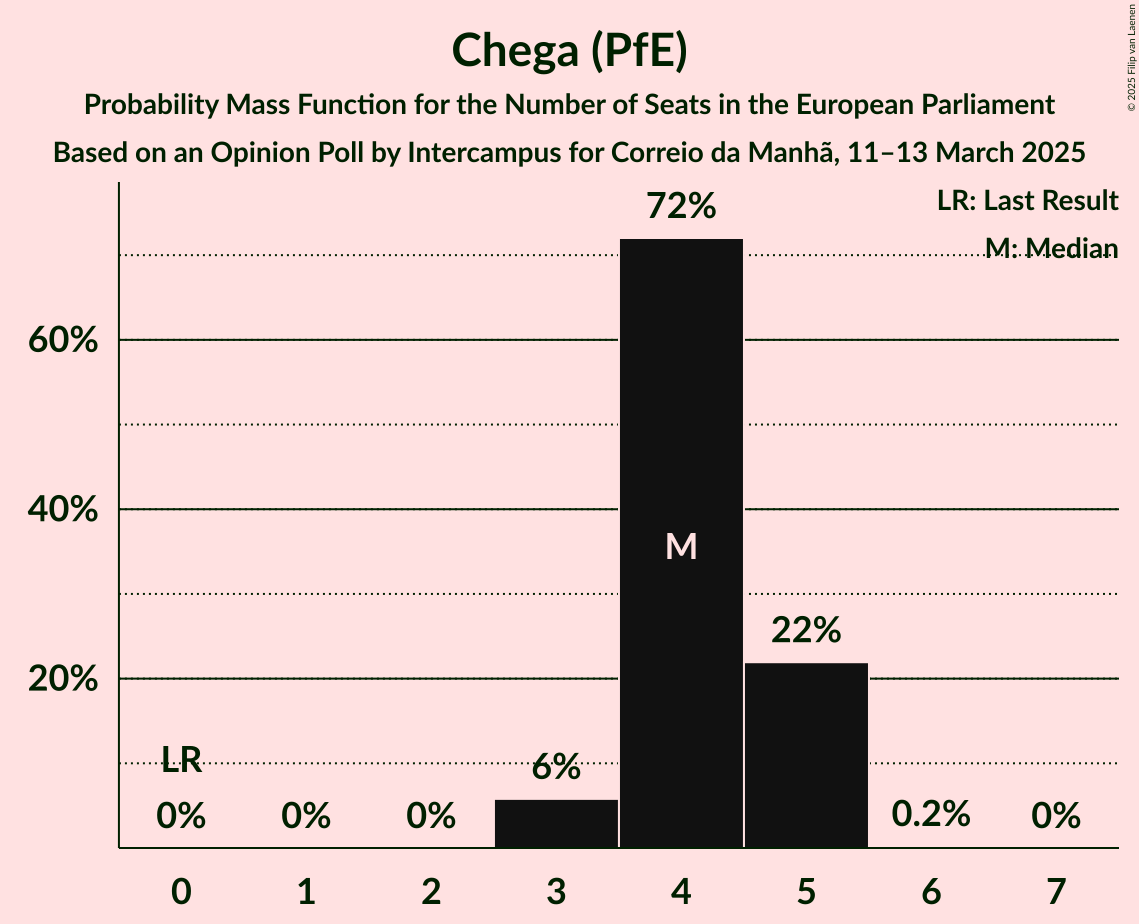 Chega (PfE)
Probability Mass Function for the Number of Seats in the European Parliament
Based on an Opinion Poll by Intercampus for Correio da Manhã, 11–13 March 2025
© 2025 Filip van Laenen
LR: Last Result
M: Median
72%
60%
M
40%
22%
20%
LR
6%
0%
0%
0%
0.2%
0%
0
1
2
3
4
5
6
7